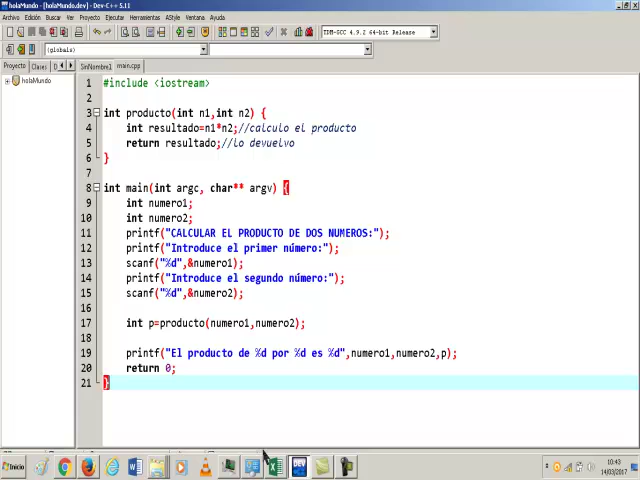 holaMundo - [holaMundo.dev] - Dev-C++ 5.11
Archivo Edición Buscar Ver Proyecto Ejecutar Herramientas AStyle Ventana Ayuda
TDM-GCC 4.9.2 64-bit Release
(globals)
Proyecto Clases D SinNombre1 main.cpp
holaMundo
1 #include <iostream>
2
3 int producto(int n1,int n2) {
4 int resultado=n1*n2;//calculo el producto
5 return resultado;//lo devuelvo
6 }
7
8 int main(int argc, char** argv) {
9 int numero1;
10 int numero2;
11 printf("CALCULAR EL PRODUCTO DE DOS NUMEROS:");
12 printf("Introduce el primer número:");
13 scanf("%d",&numero1);
14 printf("Introduce el segundo número:");
15 scanf("%d",&numero2);
16
17 int p=producto(numero1,numero2);
18
19 printf("El producto de %d por %d es %d",numero1,numero2,p);
20 return 0;
21 }
Inicio
DEV
10:43
14/03/2017